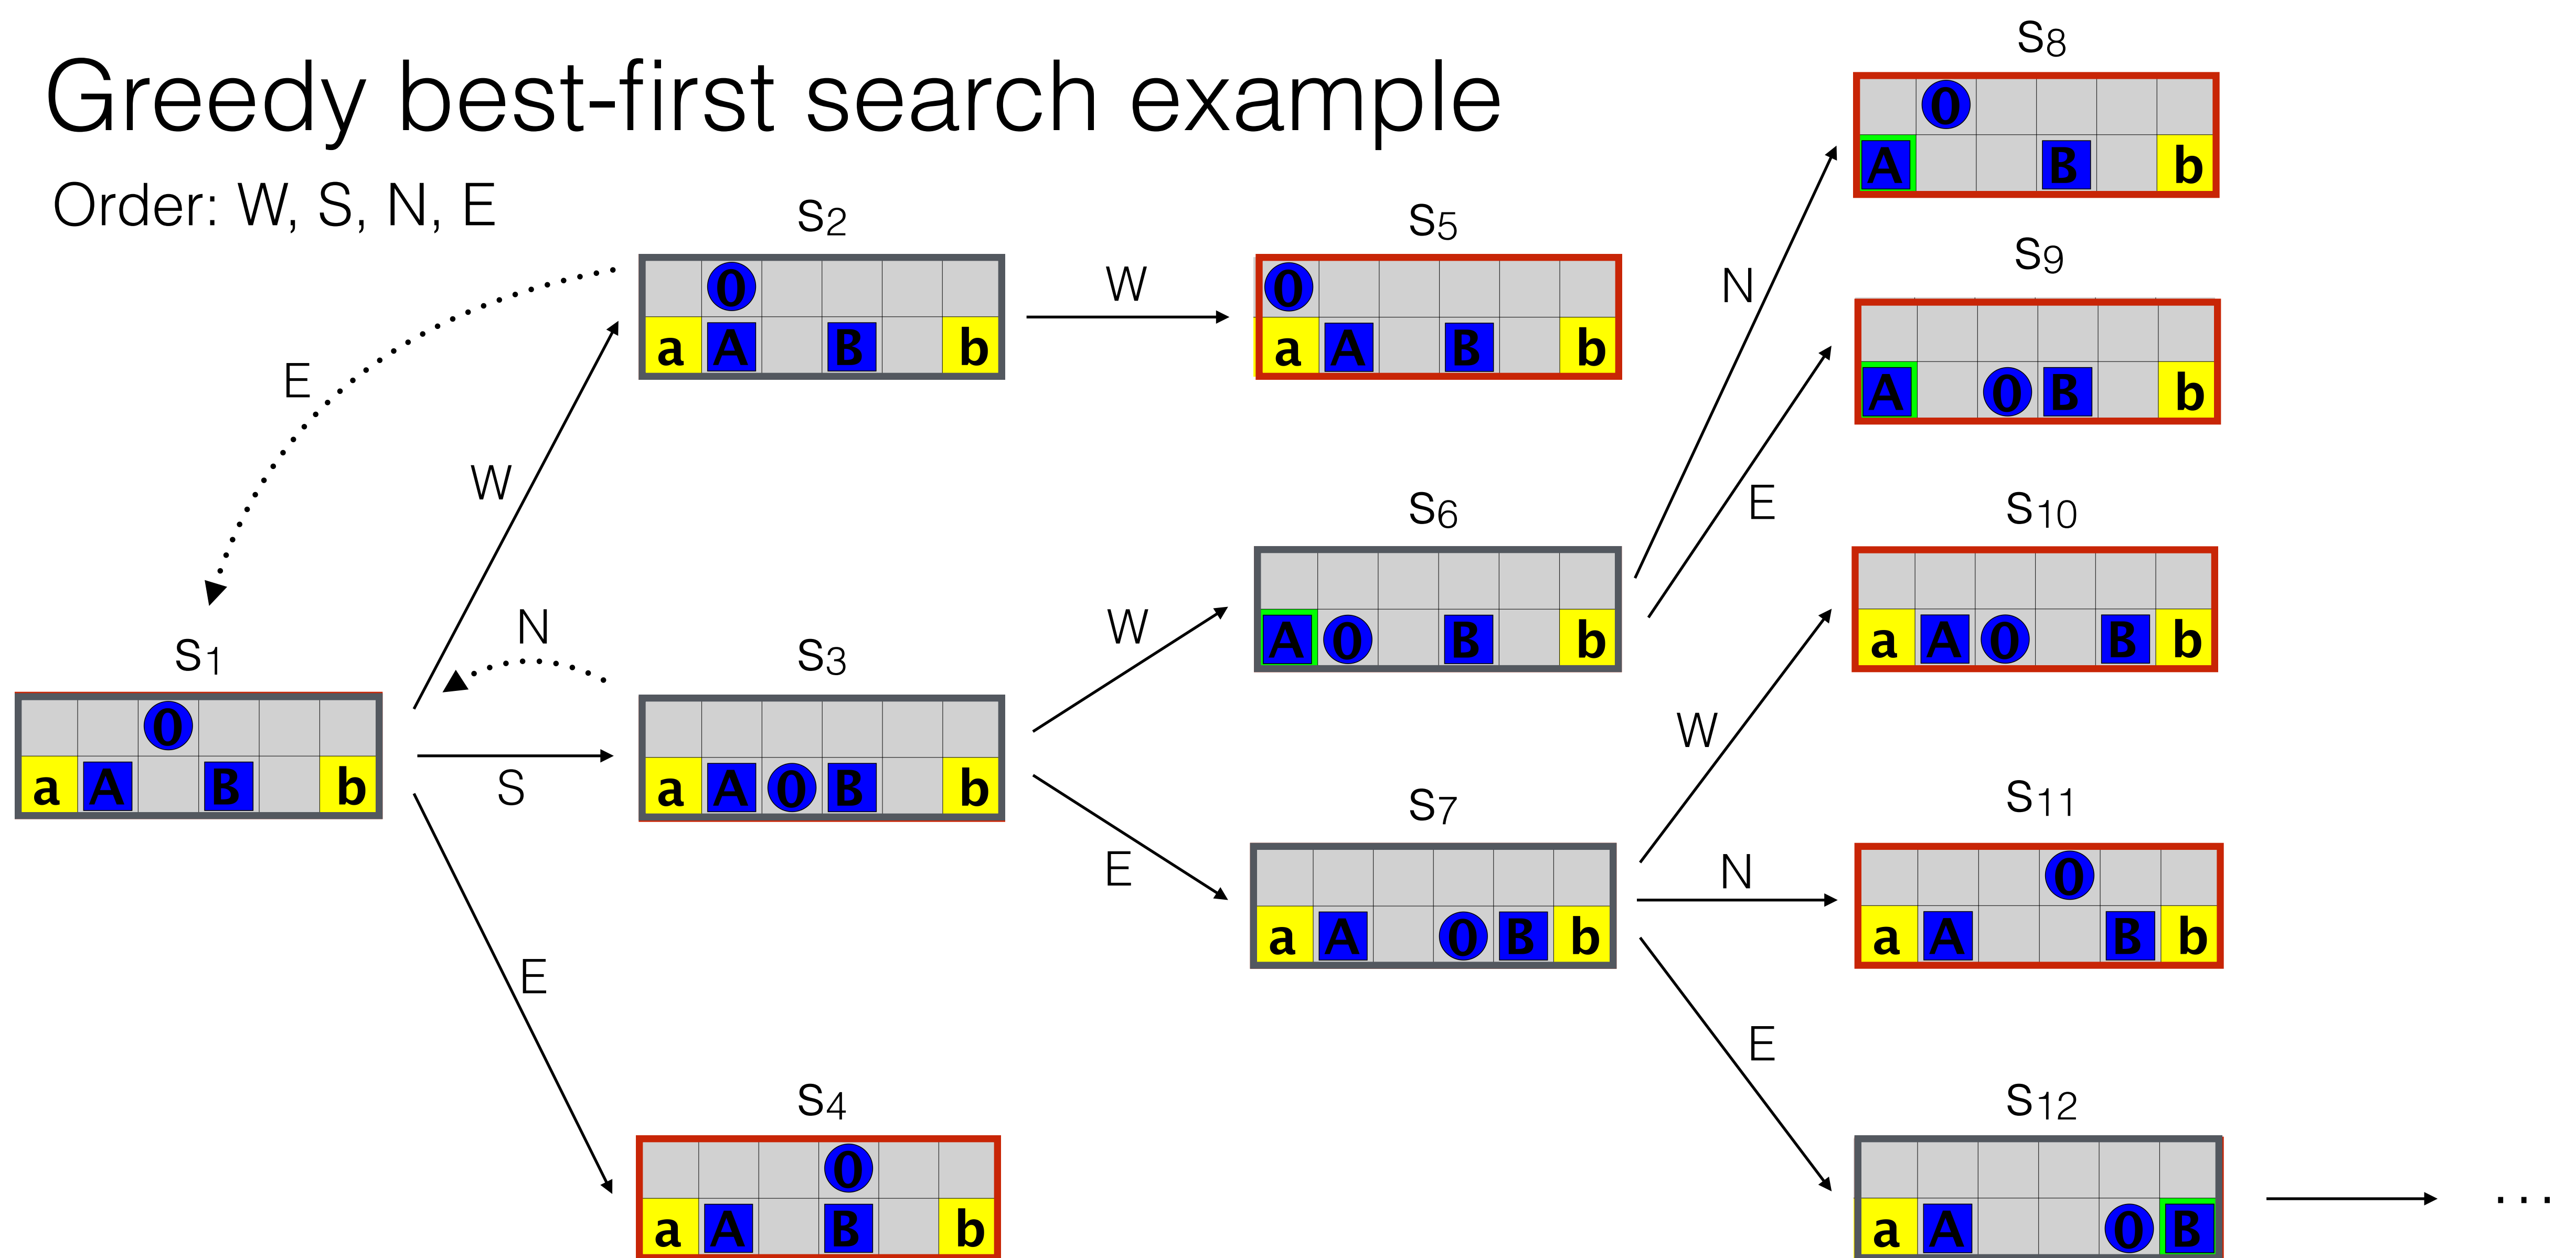 Greedy best-first search example
Order: W, S, N, E
S8
0
A B b
S2
0
a A B b
W
S5
0
a A B b
N
S9
A 0 B b
E
E
W
S6
A 0 B b
S10
a A 0 B b
S1
0
a A B b
N
S
S3
a A 0 B b
W
E
S7
a A 0 B b
W
N
E
S11
0
a A B b
E
S4
0
a A B b
S12
a A 0 B
...